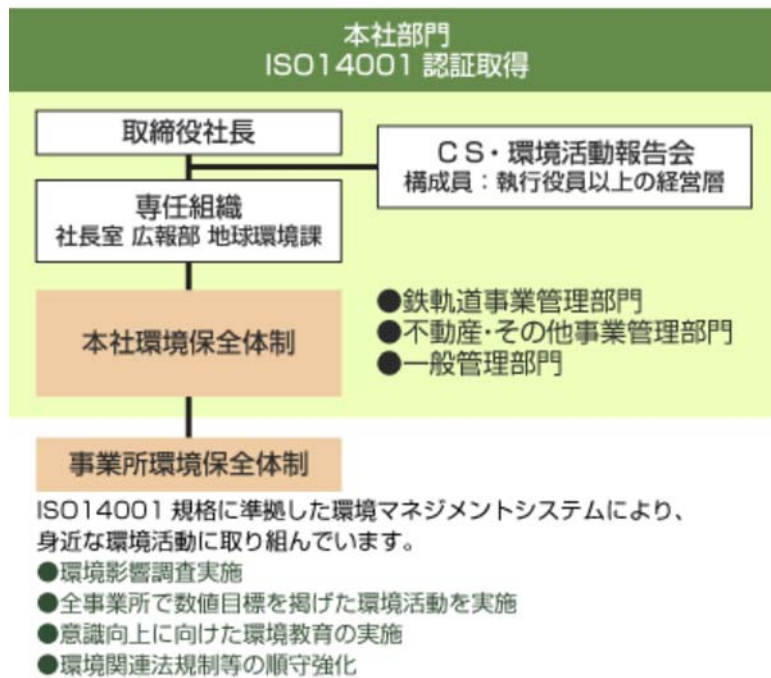 本社部門
ISO14001 認証取得
取締役社長
CS・環境活動報告会
構成員：執行役員以上の経営層
専任組織
社長室 広報部 地球環境課
本社環境保全体制
●鉄軌道事業管理部門
●不動産・その他事業管理部門
●一般管理部門
事業所環境保全体制
ISO14001 規格に準拠した環境マネジメントシステムにより、
身近な環境活動に取り組んでいます。
●環境影響調査実施
●全事業所で数値目標を掲げた環境活動を実施
●意識向上に向けた環境教育の実施
●環境関連法規制等の順守強化